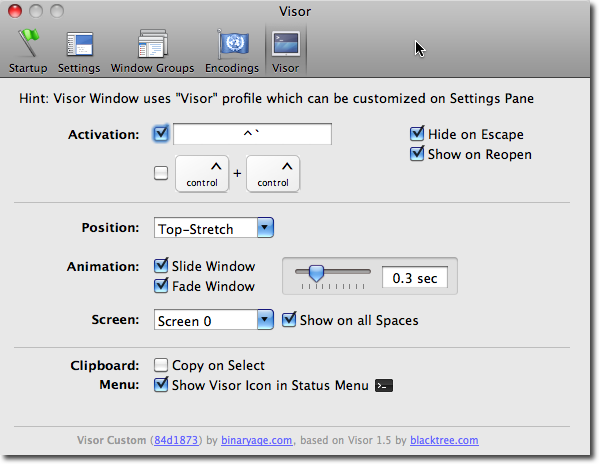 Visor
Startup Settings Window Groups Encodings Visor
Hint: Visor Window uses "Visor" profile which can be customized on Settings Pane
Activation: ^` Hide on Escape
Show on Reopen
^ control + ^ control
Position: Top-Stretch
Animation: Slide Window 0.3 sec
Fade Window
Screen: Screen 0 Show on all Spaces
Clipboard: Copy on Select
Menu: Show Visor Icon in Status Menu
Visor Custom (84d1873) by binaryage.com, based on Visor 1.5 by blacktree.com